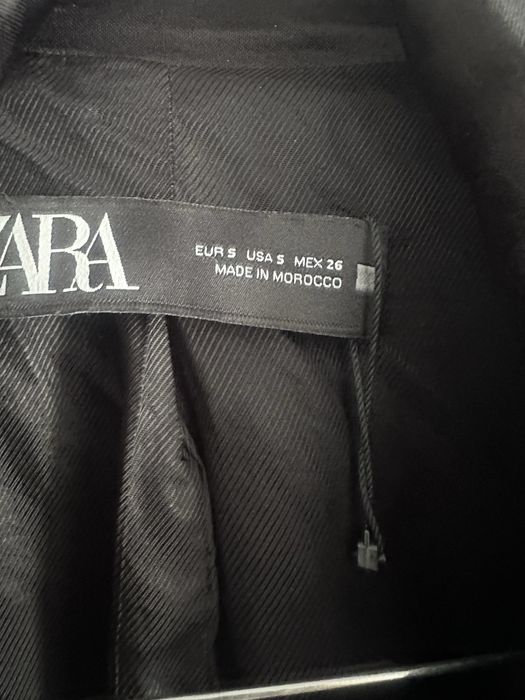 ZARA
EUR S USA S MEX 26
MADE IN MOROCCO